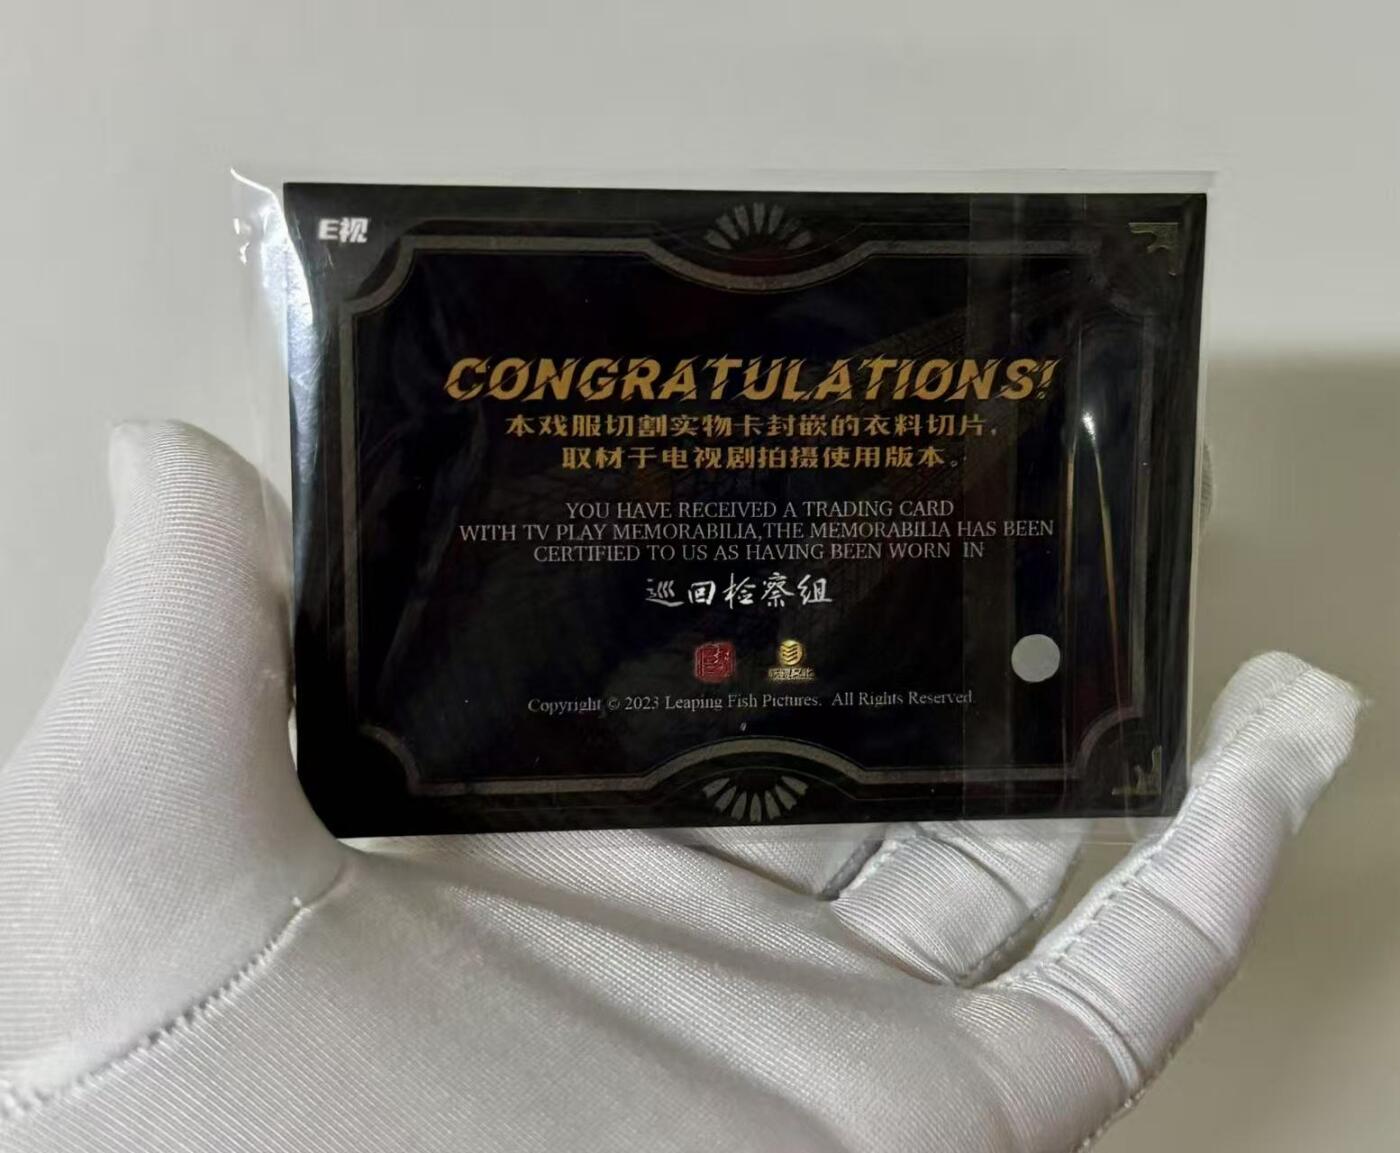 E视
CONGRATULATIONS!
本戏服切割实物卡封嵌的衣料切片，
取材于电视剧拍摄使用版本。
YOU HAVE RECEIVED A TRADING CARD
WITH TV PLAY MEMORABILIA,THE MEMORABILIA HAS BEEN
CERTIFIED TO US AS HAVING BEEN WORN IN
巡回检察组
Copyright © 2023 Leaping Fish Pictures. All Rights Reserved.